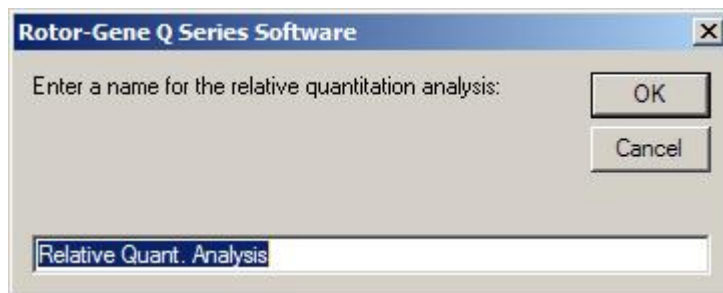 Rotor-Gene Q Series Software
Enter a name for the relative quantitation analysis:
OK
Cancel
Relative Quant. Analysis